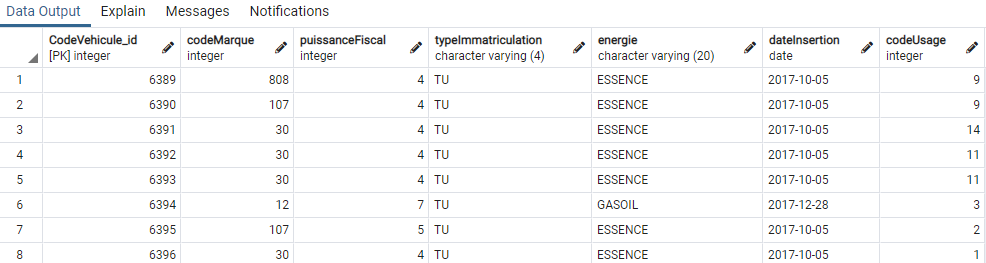 Data Output Explain Messages Notifications
CodeVehicule_id codeMarque puissanceFiscal typeImmatriculation energie dateInsertion codeUsage
[PK] integer integer integer character varying (4) character varying (20) date integer
1 6389 808 4 TU ESSENCE 2017-10-05 9
2 6390 107 4 TU ESSENCE 2017-10-05 9
3 6391 30 4 TU ESSENCE 2017-10-05 14
4 6392 30 4 TU ESSENCE 2017-10-05 11
5 6393 30 4 TU ESSENCE 2017-10-05 11
6 6394 12 7 TU GASOIL 2017-12-28 3
7 6395 107 5 TU ESSENCE 2017-10-05 2
8 6396 30 4 TU ESSENCE 2017-10-05 1